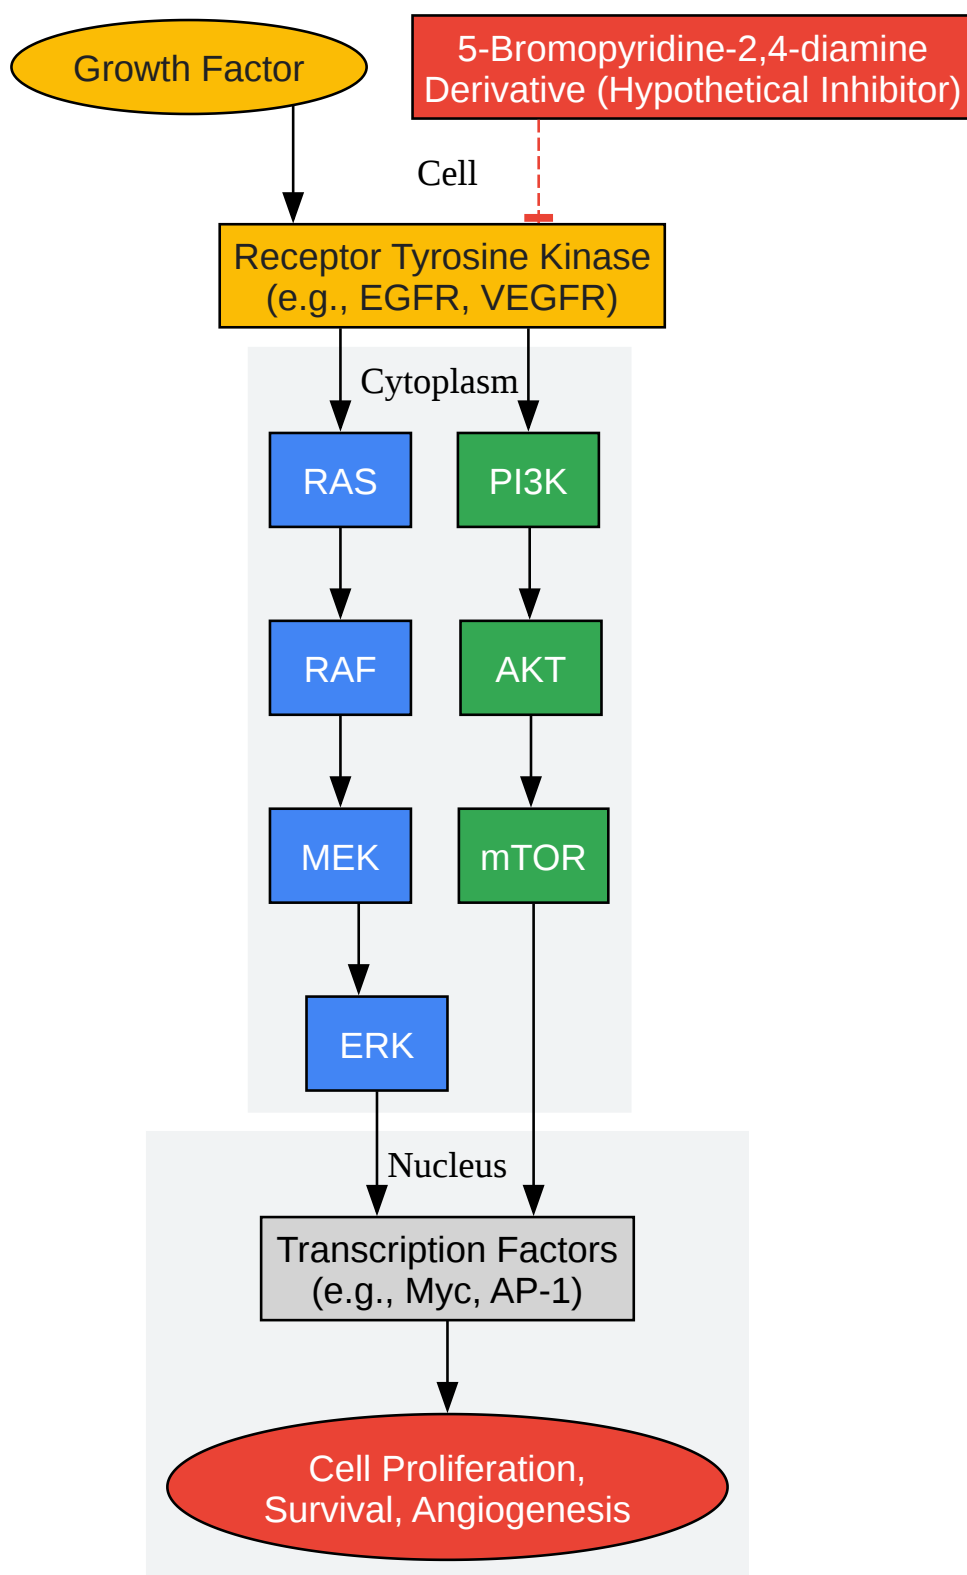 Growth Factor
5-Bromopyridine-2,4-diamine
Derivative (Hypothetical Inhibitor)
Cell
Receptor Tyrosine Kinase
(e.g., EGFR, VEGFR)
Cytoplasm
RAS
PI3K
RAF
AKT
MEK
mTOR
ERK
Nucleus
Transcription Factors
(e.g., Myc, AP-1)
Cell Proliferation,
Survival, Angiogenesis